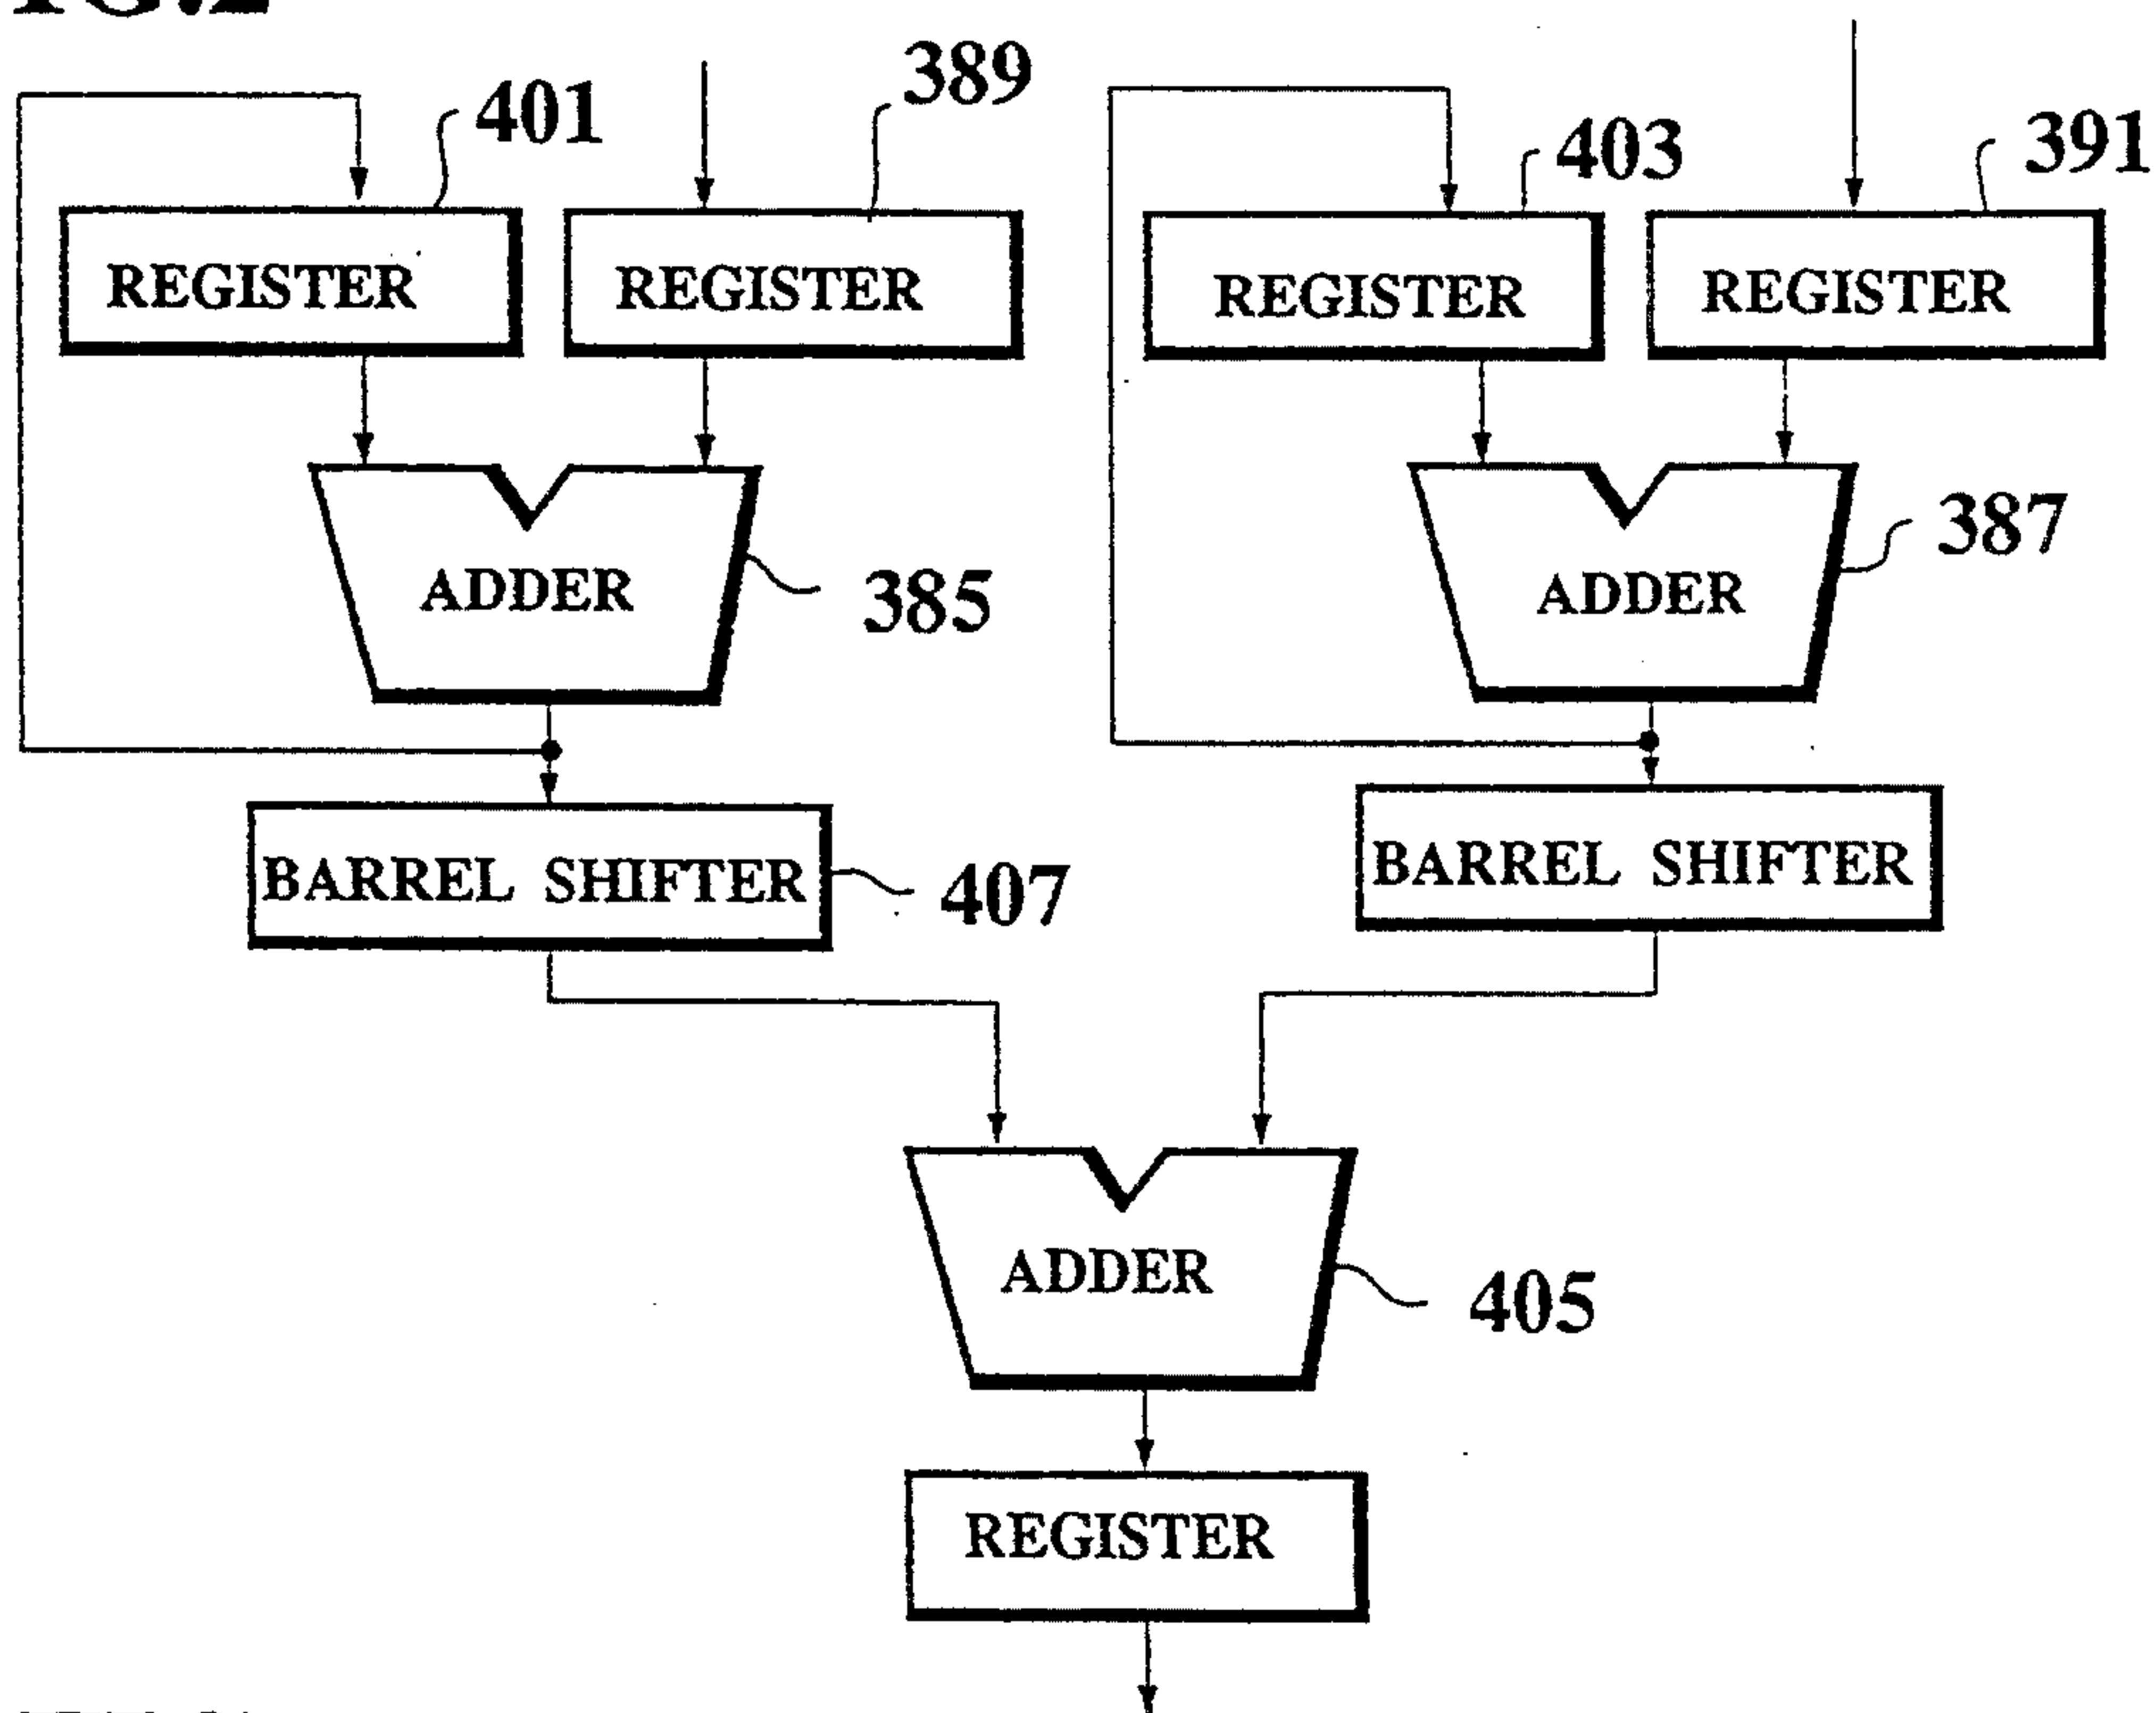 389
401
403
391
REGISTER
REGISTER
REGISTER
REGISTER
387
ADDER
385
ADDER
BARREL SHIFTER
407
BARREL SHIFTER
ADDER
405
REGISTER